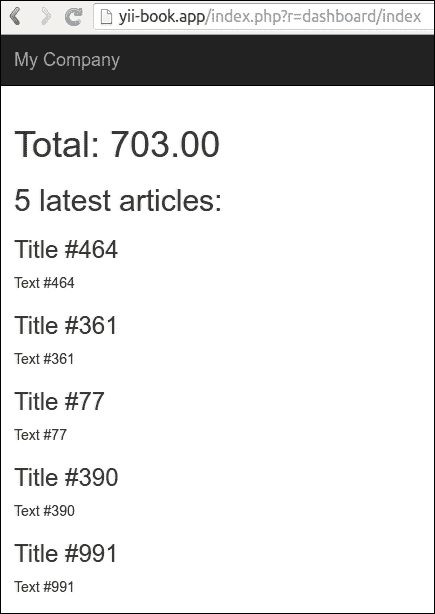 yii-book.app/index.php?r=dashboard/index
My Company
Total: 703.00
5 latest articles:
Title #464
Text #464
Title #361
Text #361
Title #77
Text #77
Title #390
Text #390
Title #991
Text #991